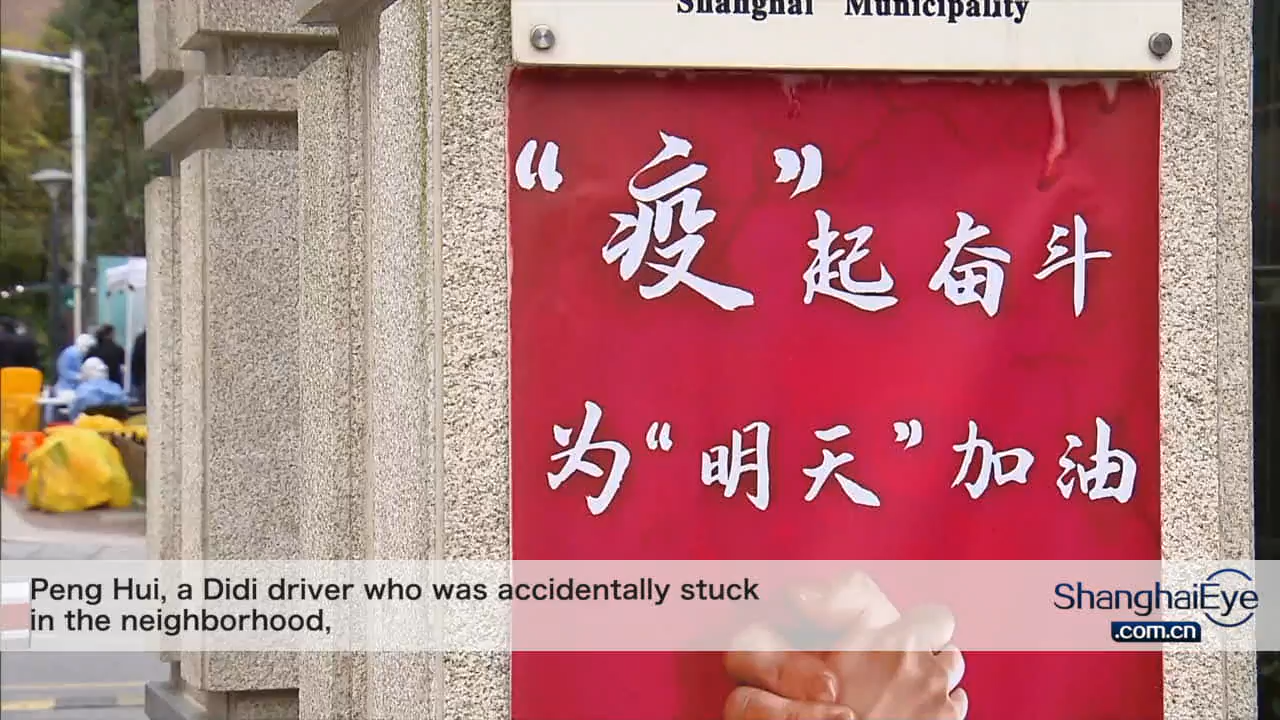 Shanghai Municipality
“疫”起奋斗
为“明天”加油
Peng Hui, a Didi driver who was accidentally stuck
in the neighborhood,
ShanghaiEye
.com.cn